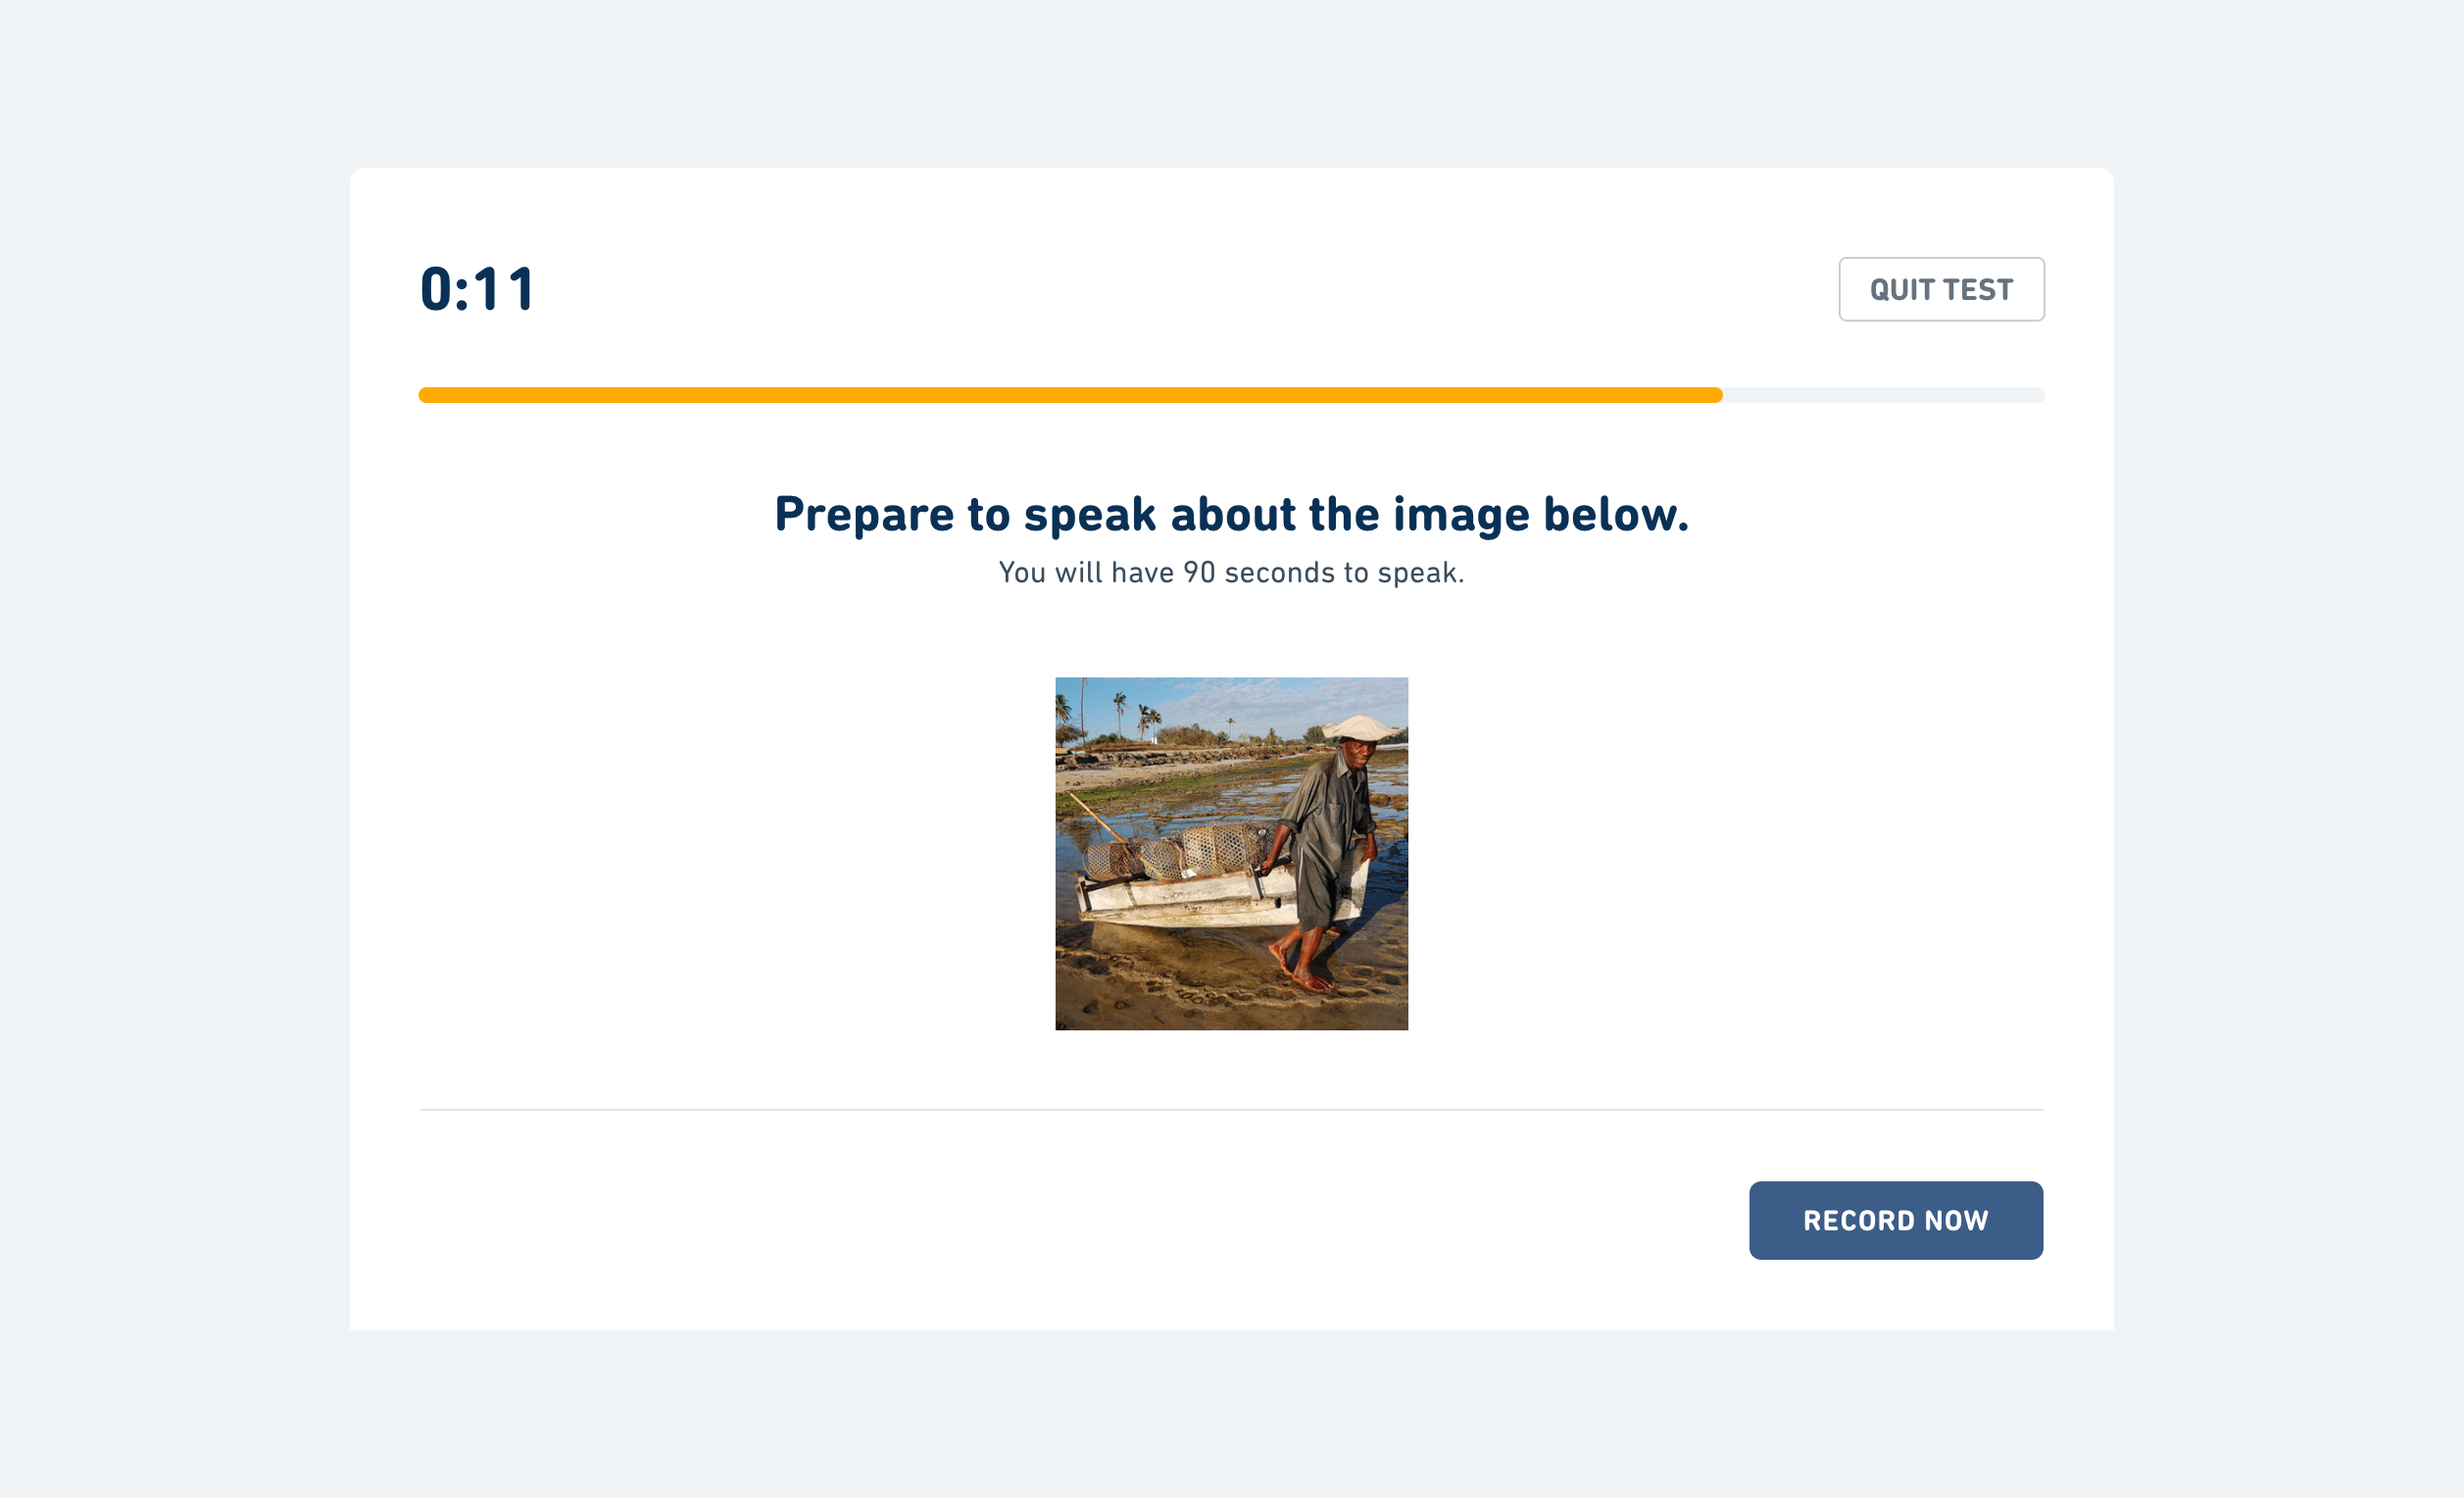 0:11
QUIT TEST
Prepare to speak about the image below.
You will have 90 seconds to speak.
RECORD NOW